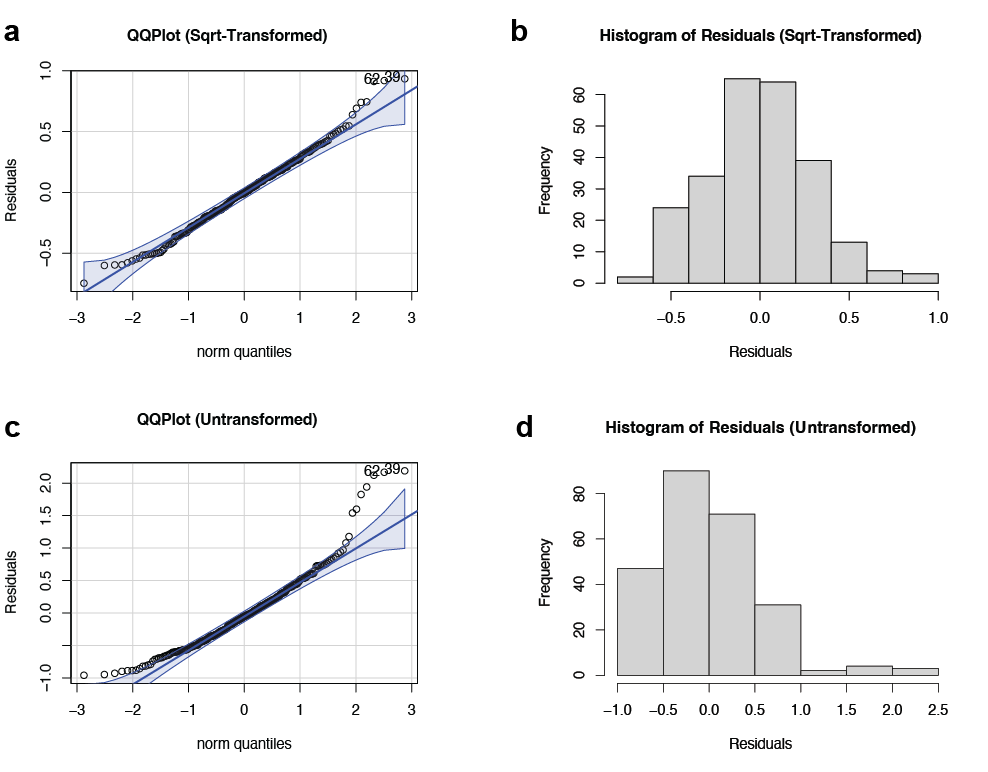 a
QQPlot (Sqrt-Transformed)
Residuals
1.0
0.5
0.0
−0.5
62 39
−3 −2 −1 0 1 2 3
norm quantiles
b
Histogram of Residuals (Sqrt-Transformed)
Frequency
60
50
40
30
20
10
0
−0.5 0.0 0.5 1.0
Residuals
c
QQPlot (Untransformed)
Residuals
2.0
1.5
1.0
0.5
0.0
−1.0
62 39
−3 −2 −1 0 1 2 3
norm quantiles
d
Histogram of Residuals (Untransformed)
Frequency
80
60
40
20
0
−1.0 −0.5 0.0 0.5 1.0 1.5 2.0 2.5
Residuals